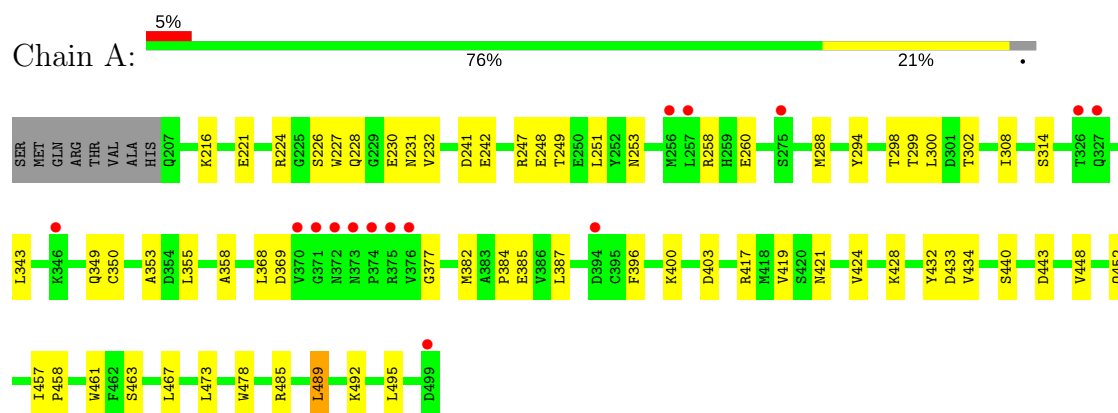 5%
Chain A:
76% 21% •
SER MET GLN ARG THR VAL ALA ALA HIS Q207 K216 E221 R224 G225 S226 W227 Q228 G229 E230 N231 V232 D241 E242 R247 E248 T249 E250 L251 Y252 N253 M256 L257 R258 H259 E260 S275 M288 Y294 T298 T299 L300 D301 T302 I308 S314 T326 Q327
L343 K346 Q349 C350 A353 D354 L355 A358 L368 D369 V370 G371 N372 N373 P374 R375 V376 G377 M382 A383 P384 E385 V386 L387 D394 C395 F396 K400 D403 R417 M418 V419 S420 N421 V424 K428 Y432 D433 V434 S440 D443 V448
I457 P458 W461 F462 S463 L467 L473 W478 R485 L489 K492 L495 D499